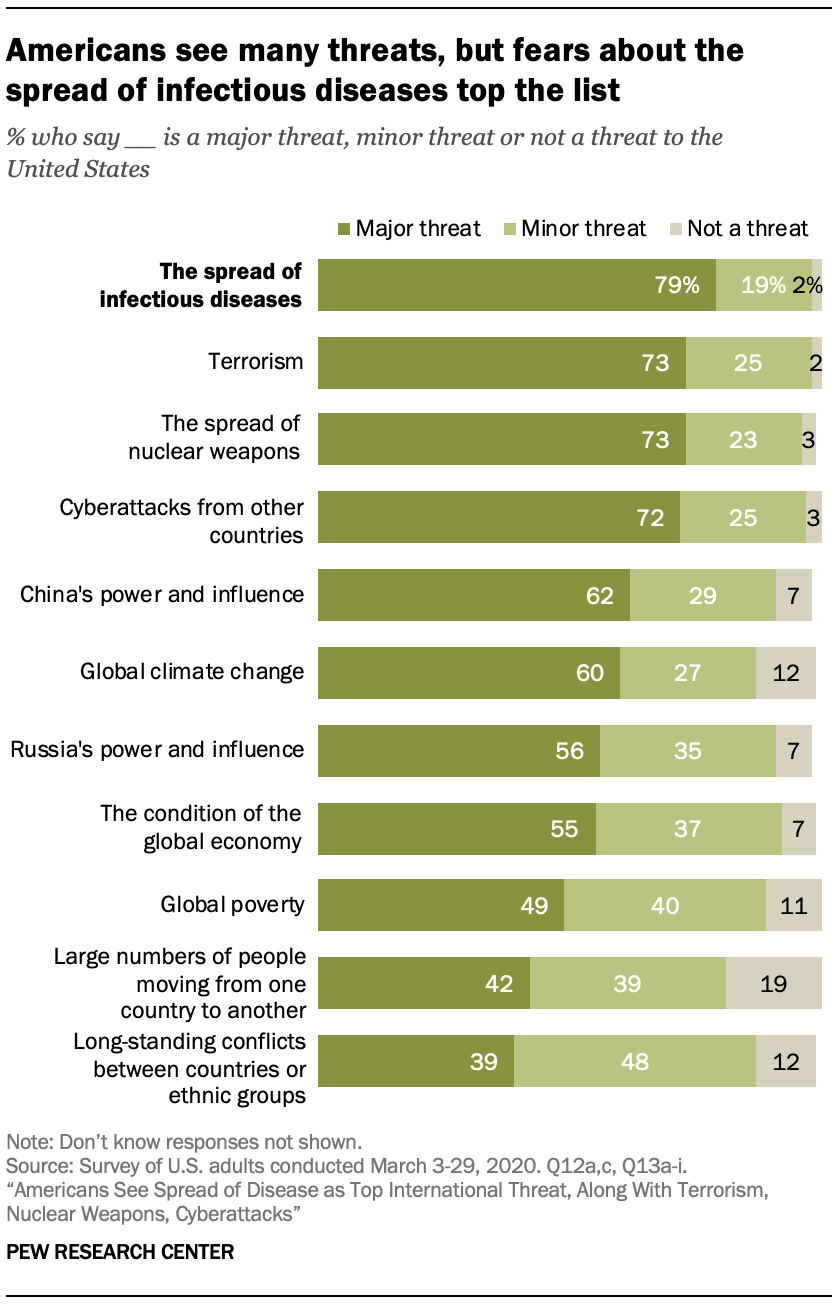 Americans see many threats, but fears about the
spread of infectious diseases top the list
% who say __ is a major threat, minor threat or not a threat to the
United States
Major threat Minor threat Not a threat
The spread of
infectious diseases
79% 19% 2%
Terrorism
73 25 2
The spread of
nuclear weapons
73 23 3
Cyberattacks from other
countries
72 25 3
China's power and influence
62 29 7
Global climate change
60 27 12
Russia's power and influence
56 35 7
The condition of the
global economy
55 37 7
Global poverty
49 40 11
Large numbers of people
moving from one
country to another
42 39 19
Long-standing conflicts
between countries or
ethnic groups
39 48 12
Note: Don’t know responses not shown.
Source: Survey of U.S. adults conducted March 3-29, 2020. Q12a,c, Q13a-i.
“Americans See Spread of Disease as Top International Threat, Along With Terrorism,
Nuclear Weapons, Cyberattacks”
PEW RESEARCH CENTER